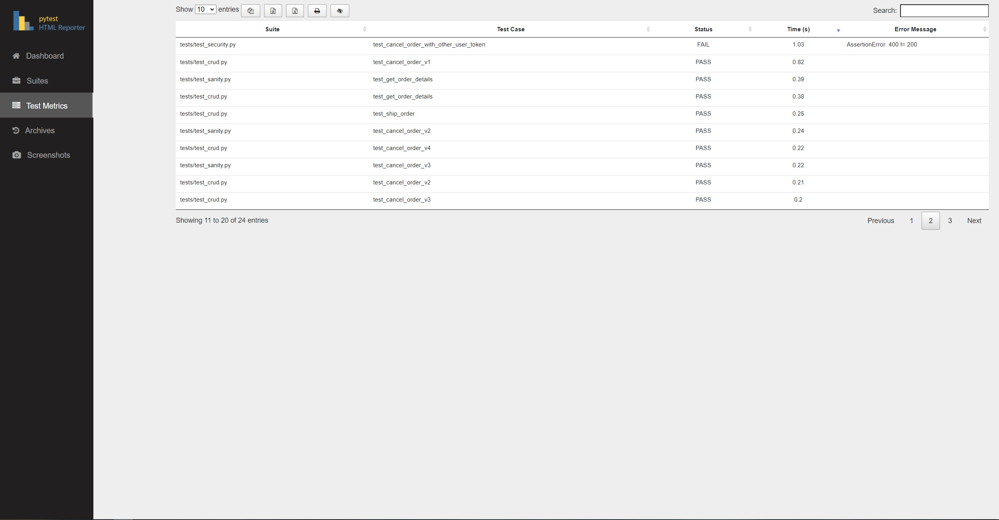 pytest
HTML Reporter
Dashboard
Suites
Test Metrics
Archives
Screenshots
Show 10 entries
Search:
Suite Test Case Status Time (s) Error Message
tests/test_security.py test_cancel_order_with_other_user_token FAIL 1.03 AssertionError: 400 != 200
tests/test_crud.py test_cancel_order_v1 PASS 0.82
tests/test_sanity.py test_get_order_details PASS 0.39
tests/test_crud.py test_get_order_details PASS 0.38
tests/test_crud.py test_ship_order PASS 0.25
tests/test_sanity.py test_cancel_order_v2 PASS 0.24
tests/test_crud.py test_cancel_order_v4 PASS 0.22
tests/test_sanity.py test_cancel_order_v3 PASS 0.22
tests/test_crud.py test_cancel_order_v2 PASS 0.21
tests/test_crud.py test_cancel_order_v3 PASS 0.2
Showing 11 to 20 of 24 entries
Previous 1 2 3 Next